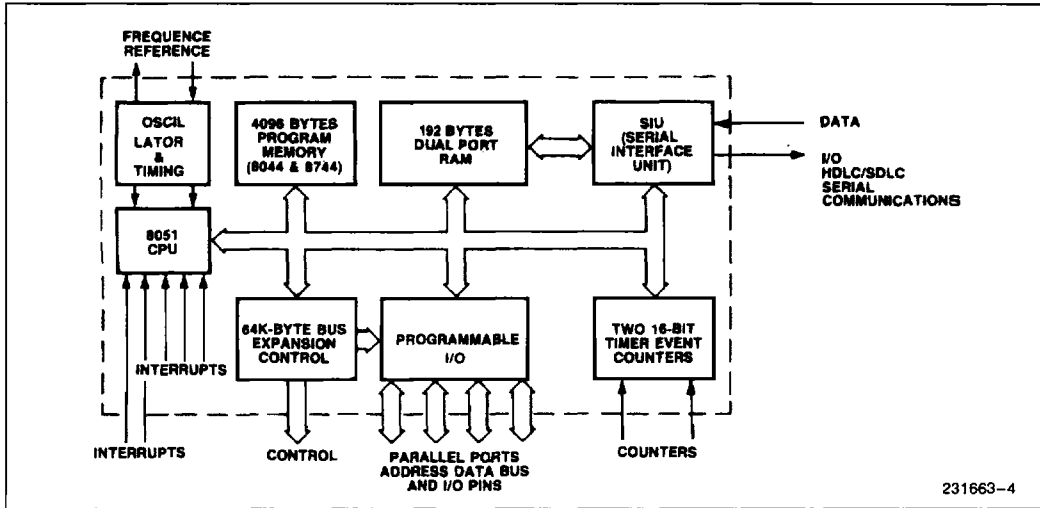 FREQUENCE
REFERENCE
OSCIL
LATOR
&
TIMING
4096 BYTES
PROGRAM
MEMORY
(8044 & 8744)
192 BYTES
DUAL PORT
RAM
SIU
(SERIAL
INTERFACE
UNIT)
DATA
I/O
HDLC/SDLC
SERIAL
COMMUNICATIONS
8051
CPU
64K-BYTE BUS
EXPANSION
CONTROL
PROGRAMMABLE
I/O
TWO 16-BIT
TIMER EVENT
COUNTERS
INTERRUPTS
INTERRUPTS
CONTROL
PARALLEL PORTS
ADDRESS DATA BUS
AND I/O PINS
COUNTERS
231663-4